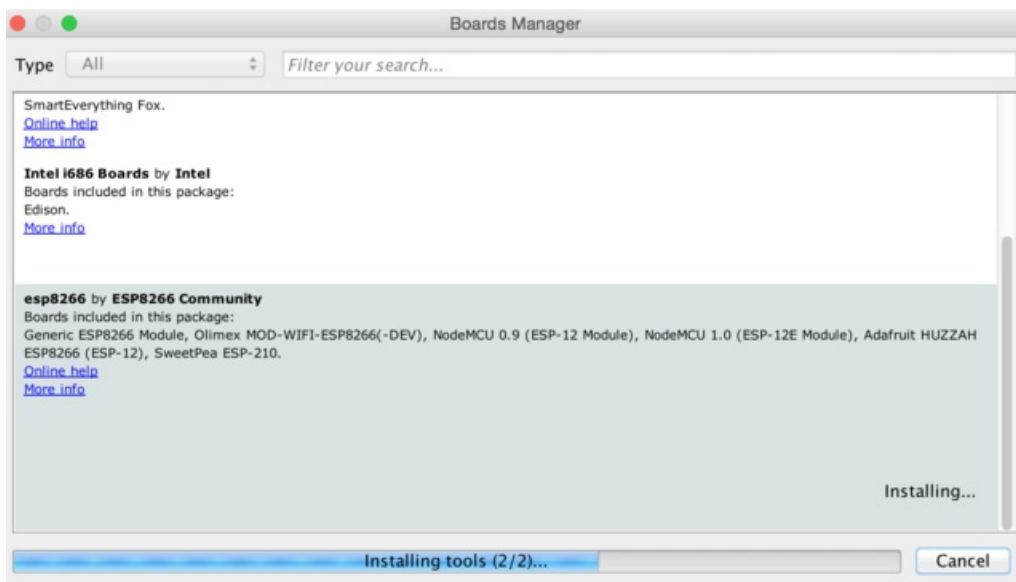 Boards Manager
Type All Filter your search...
SmartEverything Fox.
Online help
More info
Intel i686 Boards by Intel
Boards included in this package:
Edison.
More info
esp8266 by ESP8266 Community
Boards included in this package:
Generic ESP8266 Module, Olimex MOD-WIFI-ESP8266(-DEV), NodeMCU 0.9 (ESP-12 Module), NodeMCU 1.0 (ESP-12E Module), Adafruit HUZZAH
ESP8266 (ESP-12), SweetPea ESP-210.
Online help
More info
Installing...
Installing tools (2/2)... Cancel